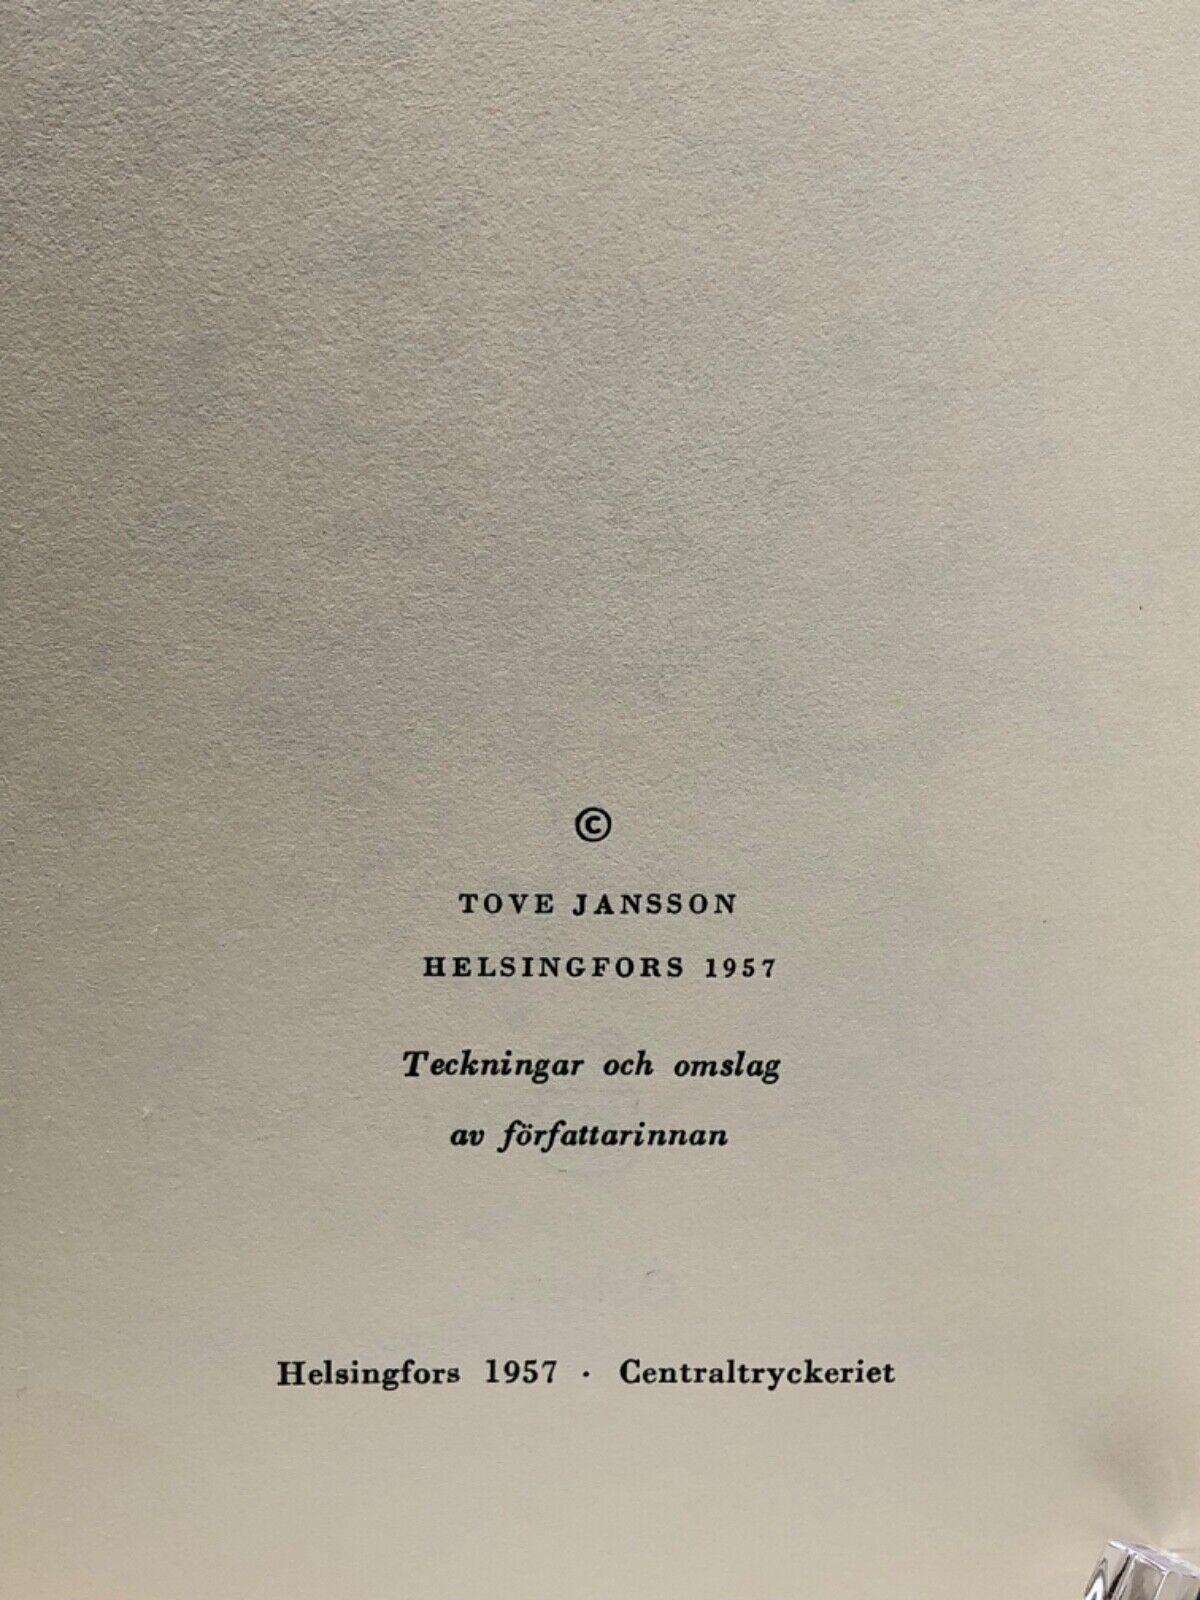 ©
TOVE JANSSON
HELSINGFORS 1957
Teckningar och omslag
av författarinnan
Helsingfors 1957 · Centraltryckeriet